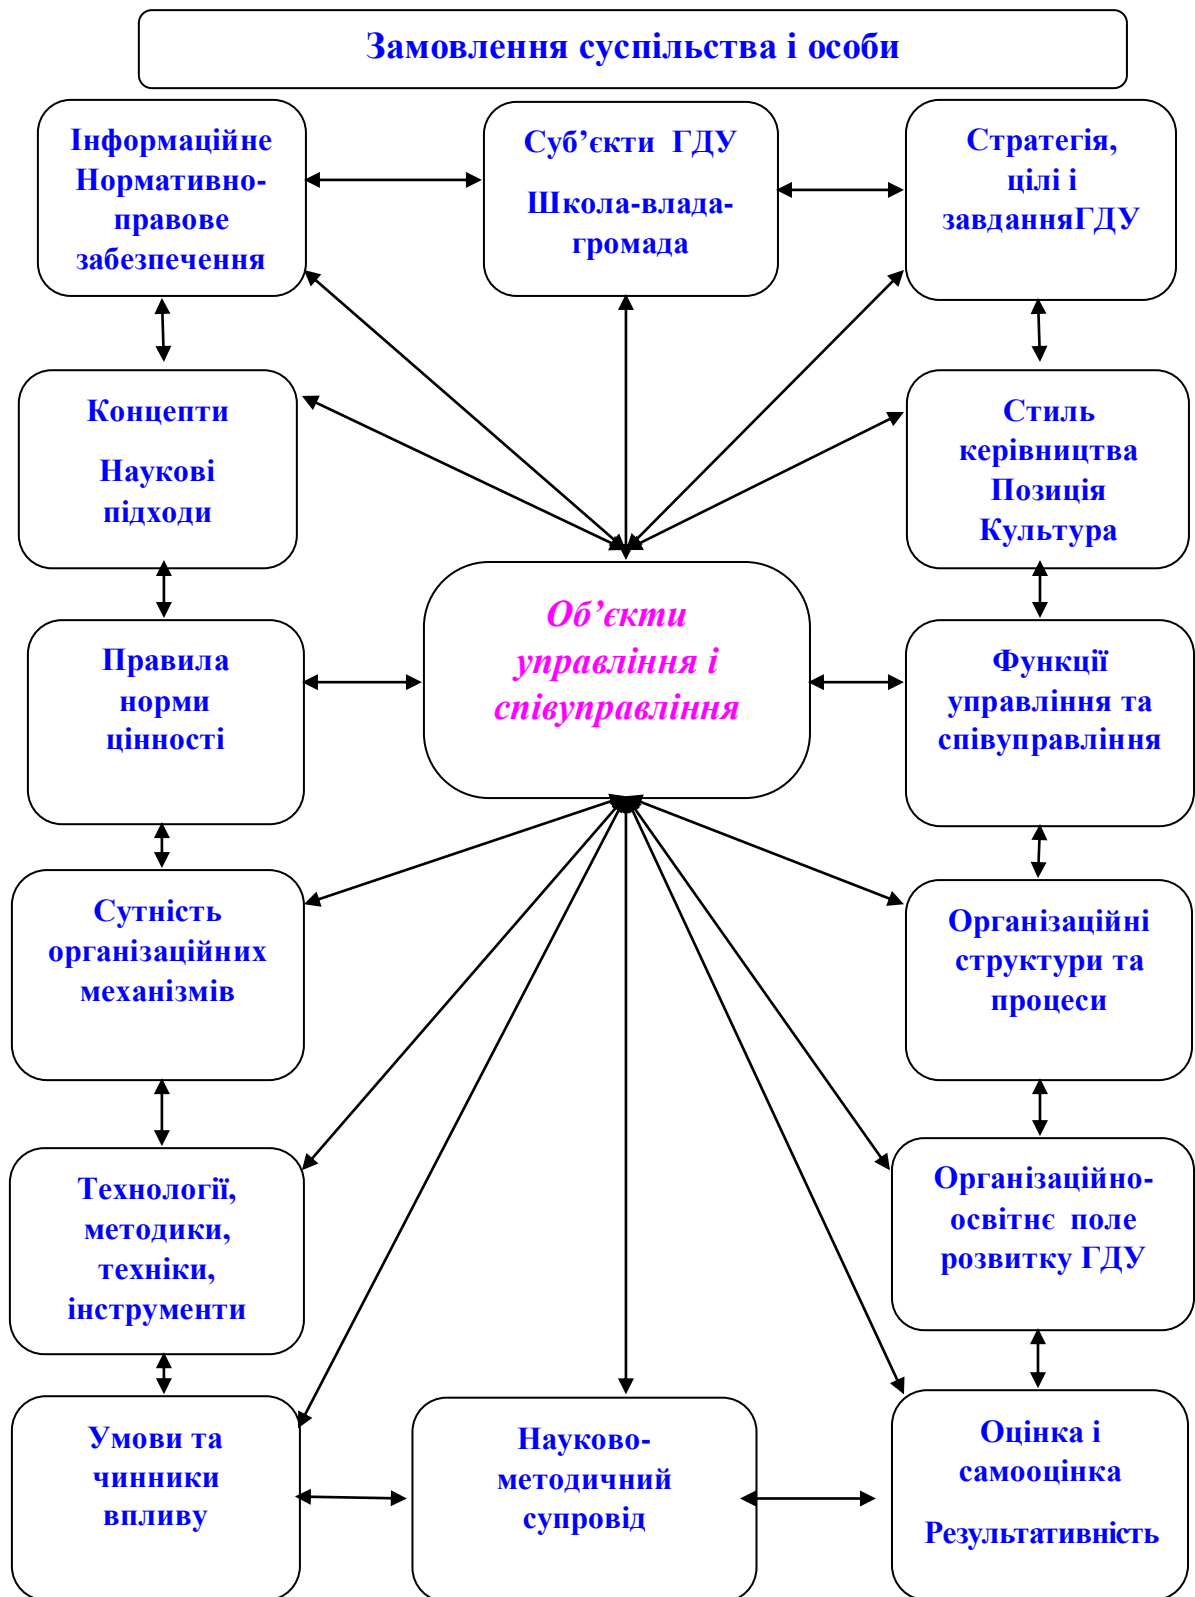 Замовлення суспільства і особи
Інформаційне
Нормативно-
правове
забезпечення
Суб’єкти ГДУ
Школа-влада-
громада
Стратегія,
цілі і
завданняГДУ
Концепти
Наукові
підходи
Стиль
керівництва
Позиція
Культура
Правила
норми
цінності
Об’єкти
управління і
співуправління
Функції
управління та
співуправління
Сутність
організаційних
механізмів
Організаційні
структури та
процеси
Технології,
методики,
техніки,
інструменти
Організаційно-
освітнє поле
розвитку ГДУ
Умови та
чинники
впливу
Науково-
методичний
супровід
Оцінка і
самооцінка
Результативність